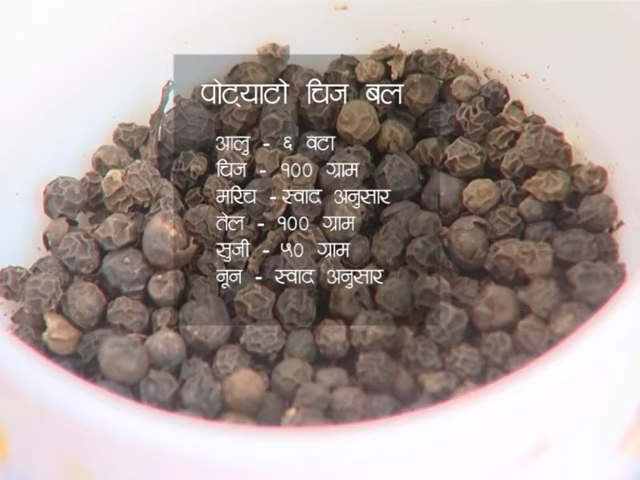 पोट्याटो चिज बल
आलु - ६ वटा
चिज - १०० ग्राम
मरिच - स्वाद अनुसार
तेल - १०० ग्राम
सुजी - ५० ग्राम
नून - स्वाद अनुसार